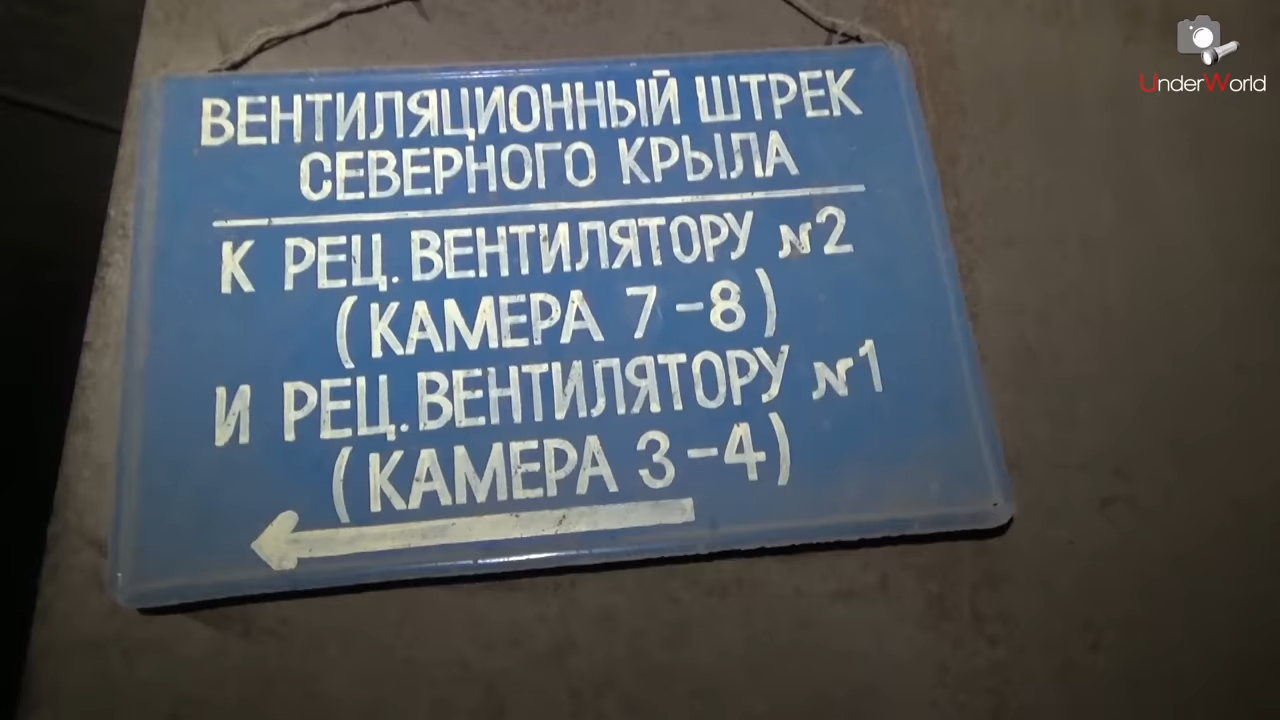 ВЕНТИЛЯЦИОННЫЙ ШТРЕК
СЕВЕРНОГО КРЫЛА
К РЕЦ. ВЕНТИЛЯТОРУ №2
(КАМЕРА 7-8)
И РЕЦ. ВЕНТИЛЯТОРУ №1
(КАМЕРА 3-4)
UnderWorld